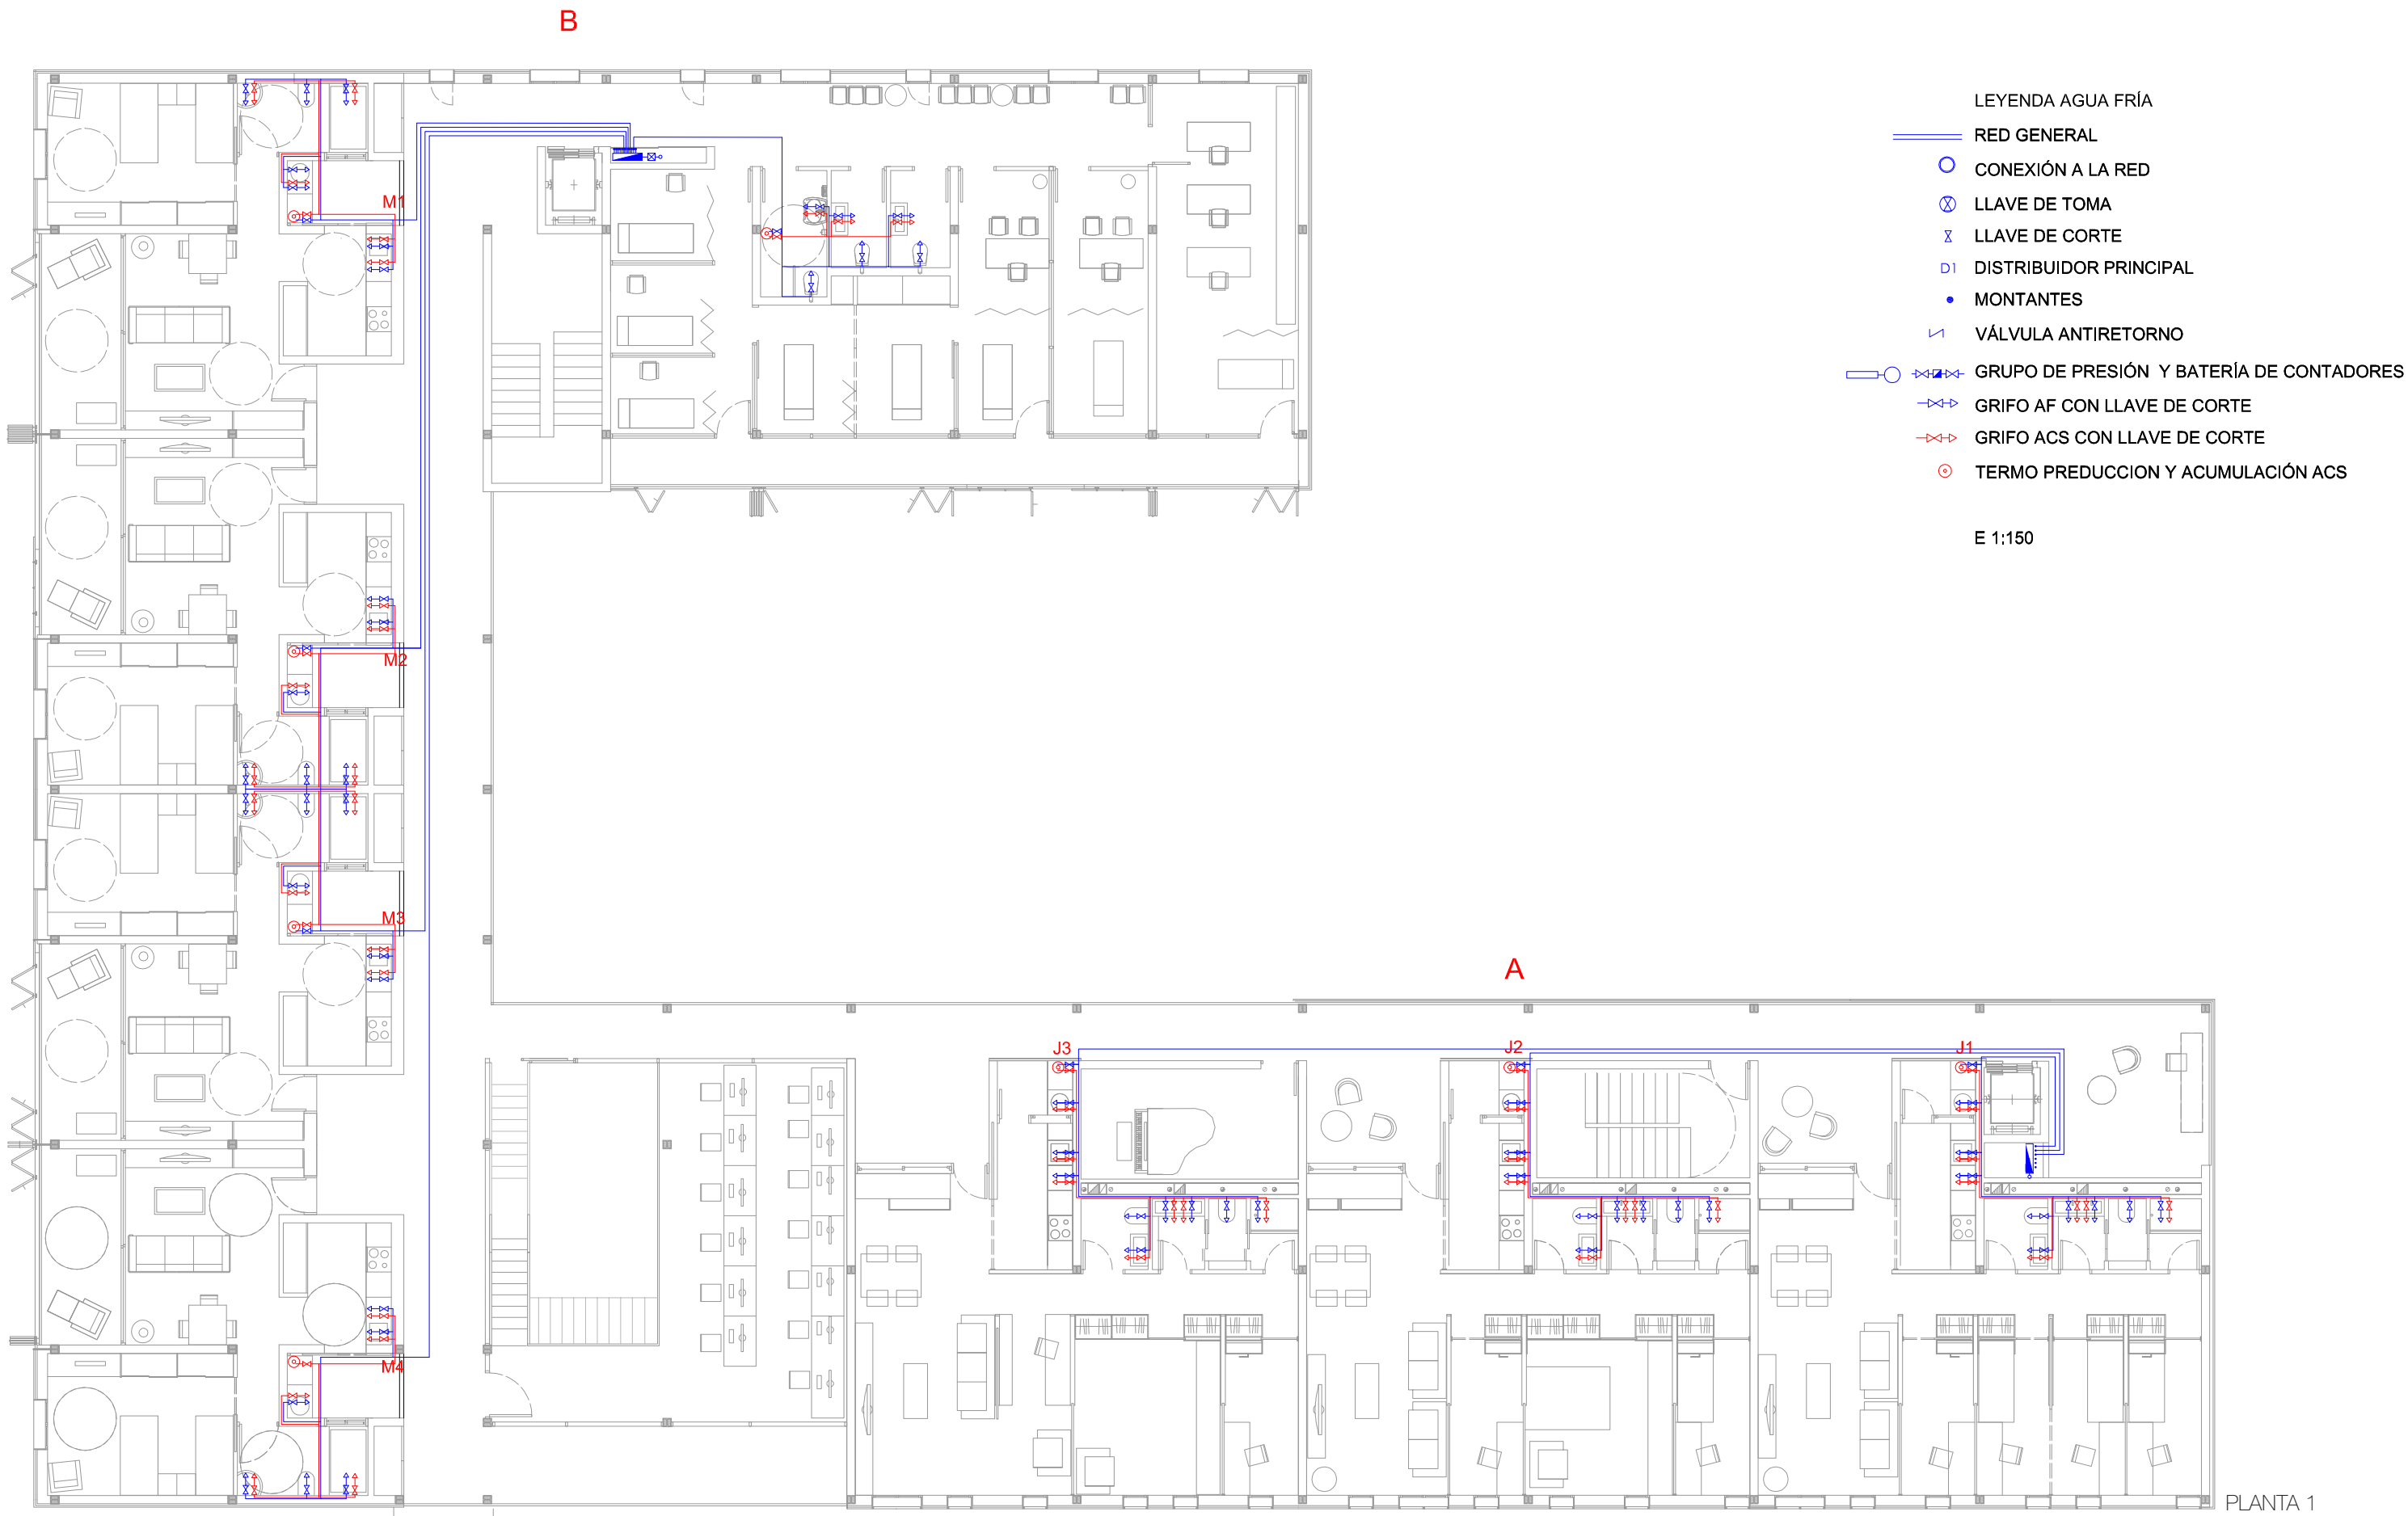 B
LEYENDA AGUA FRÍA
RED GENERAL
CONEXIÓN A LA RED
LLAVE DE TOMA
LLAVE DE CORTE
D1 DISTRIBUIDOR PRINCIPAL
MONTANTES
VÁLVULA ANTIRETORNO
GRUPO DE PRESIÓN Y BATERÍA DE CONTADORES
GRIFO AF CON LLAVE DE CORTE
GRIFO ACS CON LLAVE DE CORTE
TERMO PREDUCCION Y ACUMULACIÓN ACS
E 1:150
M1
M2
M3
M4
A
J3
J2
J1
PLANTA 1